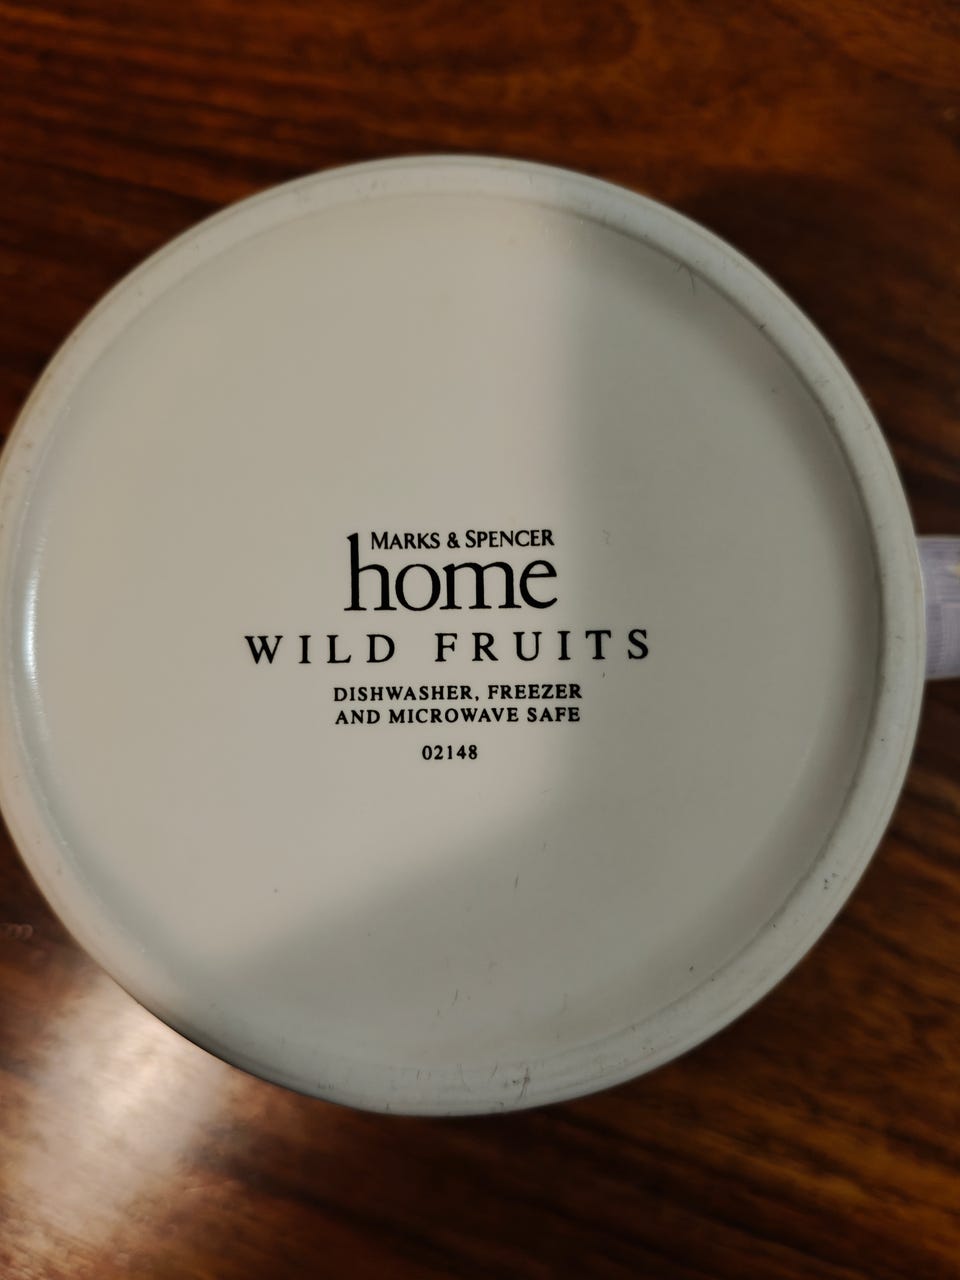 MARKS & SPENCER
home
WILD FRUITS
DISHWASHER, FREEZER
AND MICROWAVE SAFE
02148